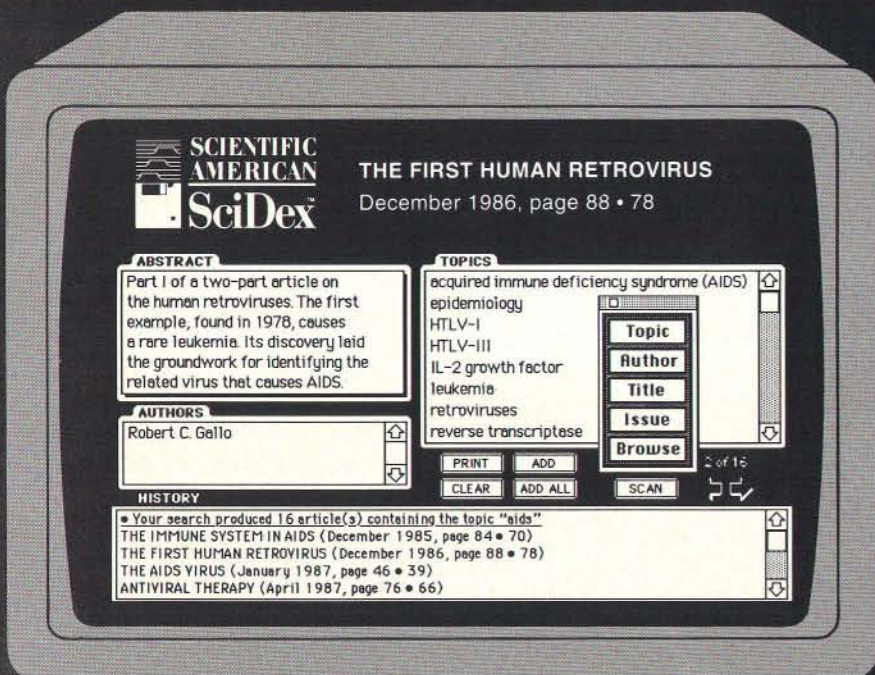 SCIENTIFIC
AMERICAN
SciDex™
THE FIRST HUMAN RETROVIRUS
December 1986, page 88 • 78
ABSTRACT
Part I of a two-part article on
the human retroviruses. The first
example, found in 1978, causes
a rare leukemia. Its discovery laid
the groundwork for identifying the
related virus that causes AIDS.
AUTHORS
Robert C. Gallo
TOPICS
acquired immune deficiency syndrome (AIDS)
epidemiology
HTLV-I
HTLV-III
IL-2 growth factor
leukemia
retroviruses
reverse transcriptase
Topic
Author
Title
Issue
Browse
PRINT ADD
CLEAR ADD ALL SCAN
2 of 16
HISTORY
• Your search produced 16 article(s) containing the topic "aids"
THE IMMUNE SYSTEM IN AIDS (December 1985, page 84 • 70)
THE FIRST HUMAN RETROVIRUS (December 1986, page 88 • 78)
THE AIDS VIRUS (January 1987, page 46 • 39)
ANTIVIRAL THERAPY (April 1987, page 76 • 66)